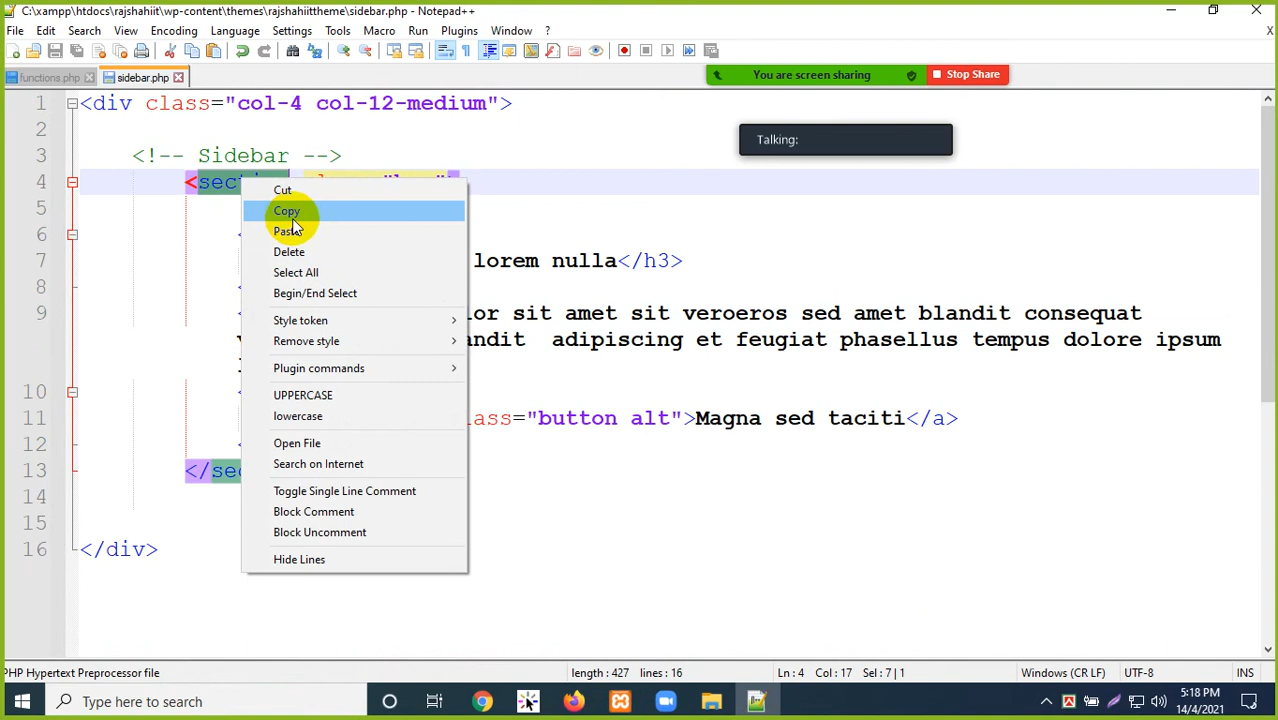 C:\xampp\htdocs\rajshahiit\wp-content\themes\rajshahiittheme\sidebar.php - Notepad++
File Edit Search View Encoding Language Settings Tools Macro Run Plugins Window ? X
functions.php sidebar.php
You are screen sharing Stop Share
Talking:
1 <div class="col-4 col-12-medium">
2
3 <!-- Sidebar -->
4 <sec
5
6 <
7 lorem nulla</h3>
8 <
9 sit amet sit veroeros sed amet blandit consequat
adipiscing et feugiat phasellus tempus dolore ipsum
10 <
11 ="button alt">Magna sed taciti</a>
12 <
13 </sec
14
15
16 </div>
Cut
Copy
Paste
Delete
Select All
Begin/End Select
Style token
Remove style
Plugin commands
UPPERCASE
lowercase
Open File
Search on Internet
Toggle Single Line Comment
Block Comment
Block Uncomment
Hide Lines
PHP Hypertext Preprocessor file length : 427 lines : 16 Ln : 4 Col : 17 Sel : 7 | 1 Windows (CR LF) UTF-8 INS
Type here to search
5:18 PM
14/4/2021